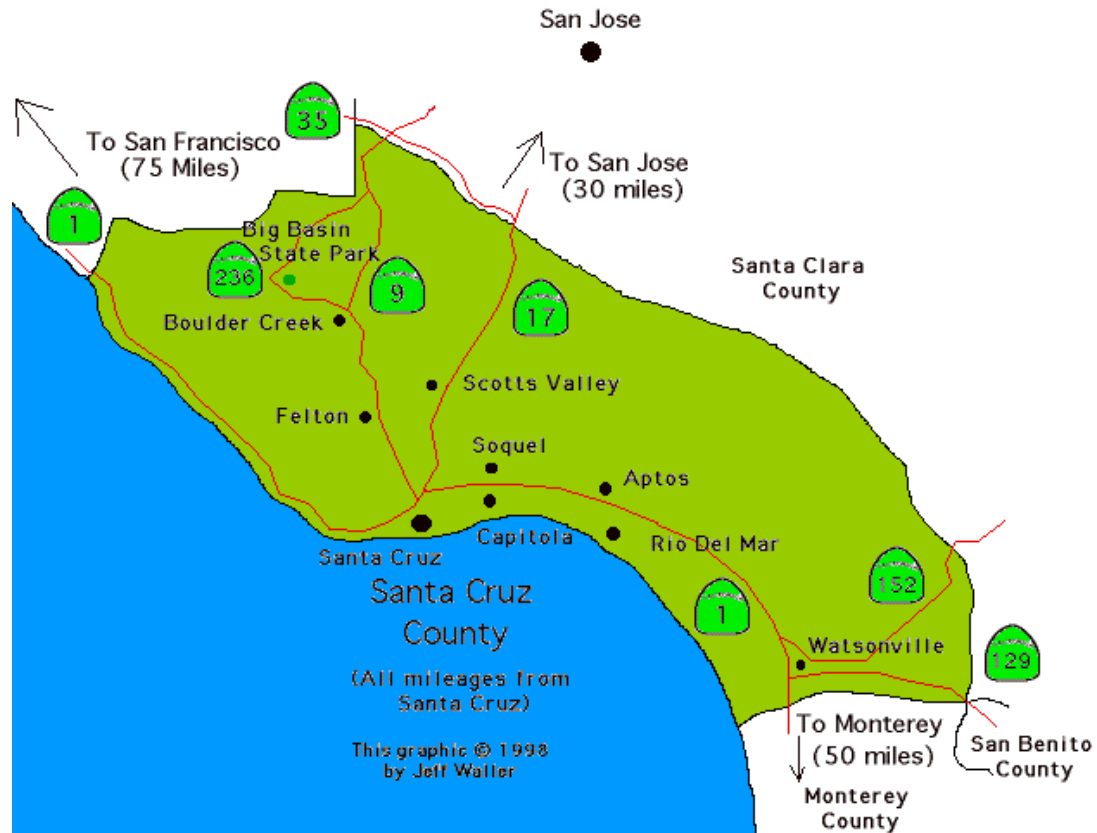 San Jose
35
To San Francisco
(75 Miles)
To San Jose
(30 miles)
1
Big Basin
State Park
236
9
Santa Clara
County
17
Boulder Creek
Scotts Valley
Felton
Soquel
Aptos
Capitola
Rio Del Mar
Santa Cruz
152
Santa Cruz
County
1
Watsonville
129
(All mileages from
Santa Cruz)
To Monterey
(50 miles)
San Benito
County
This graphic © 1998
by Jeff Waller
Monterey
County